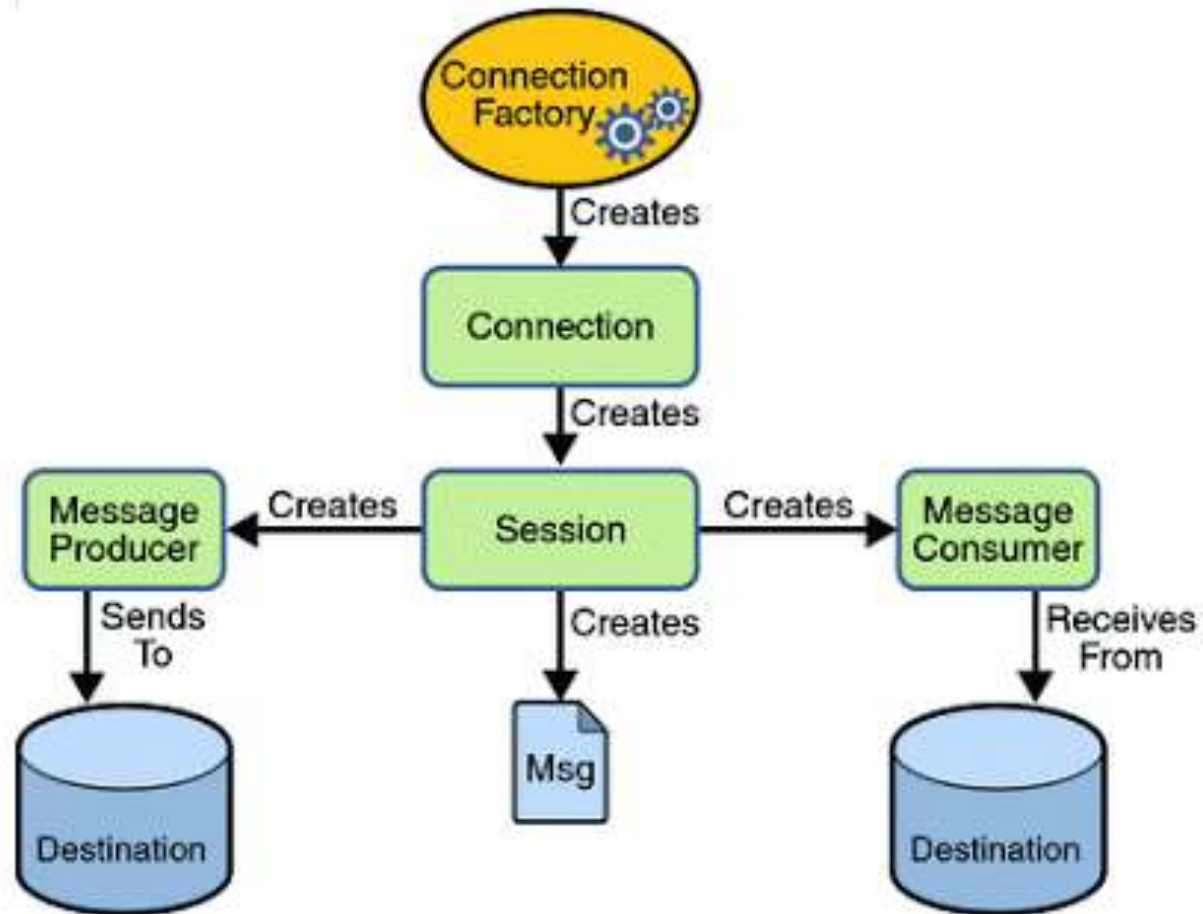 Connection
Factory
Creates
Connection
Creates
Message
Producer
Creates
Session
Creates
Message
Consumer
Sends
To
Creates
Receives
From
Destination
Msg
Destination